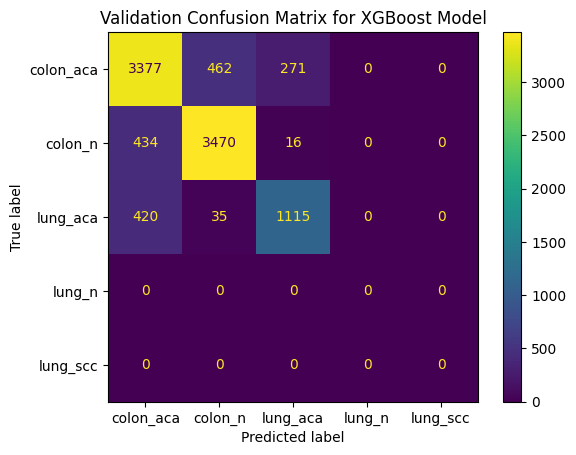 Validation Confusion Matrix for XGBoost Model
True label
colon_aca 3377 462 271 0 0
colon_n 434 3470 16 0 0
lung_aca 420 35 1115 0 0
lung_n 0 0 0 0 0
lung_scc 0 0 0 0 0
colon_aca colon_n lung_aca lung_n lung_scc
Predicted label
3000
2500
2000
1500
1000
500
0